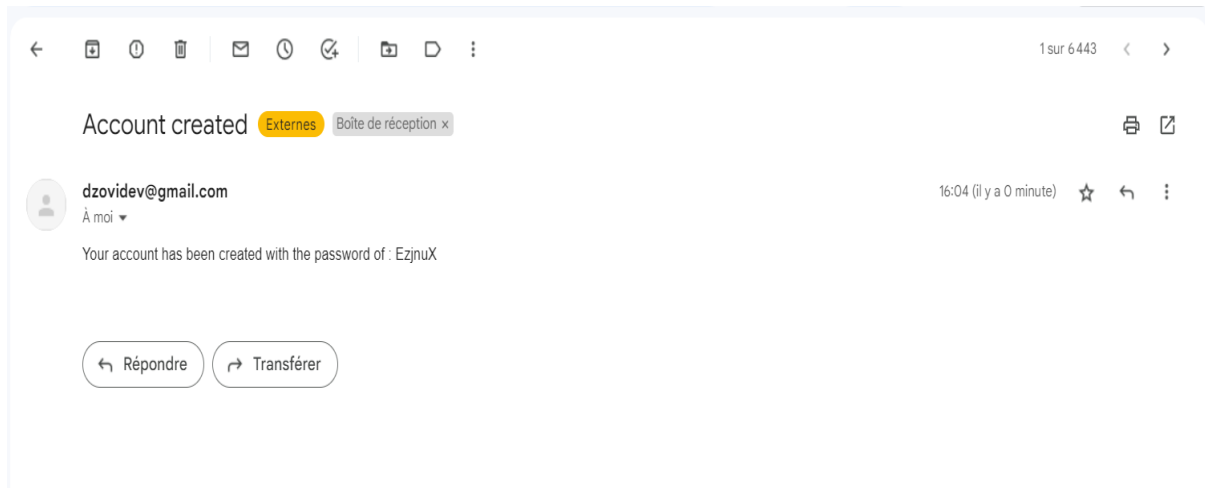 1 sur 6 443
Account created Externes Boîte de réception ×
dzovidev@gmail.com 16:04 (il y a 0 minute)
À moi
Your account has been created with the password of : EzjnuX
Répondre Transférer